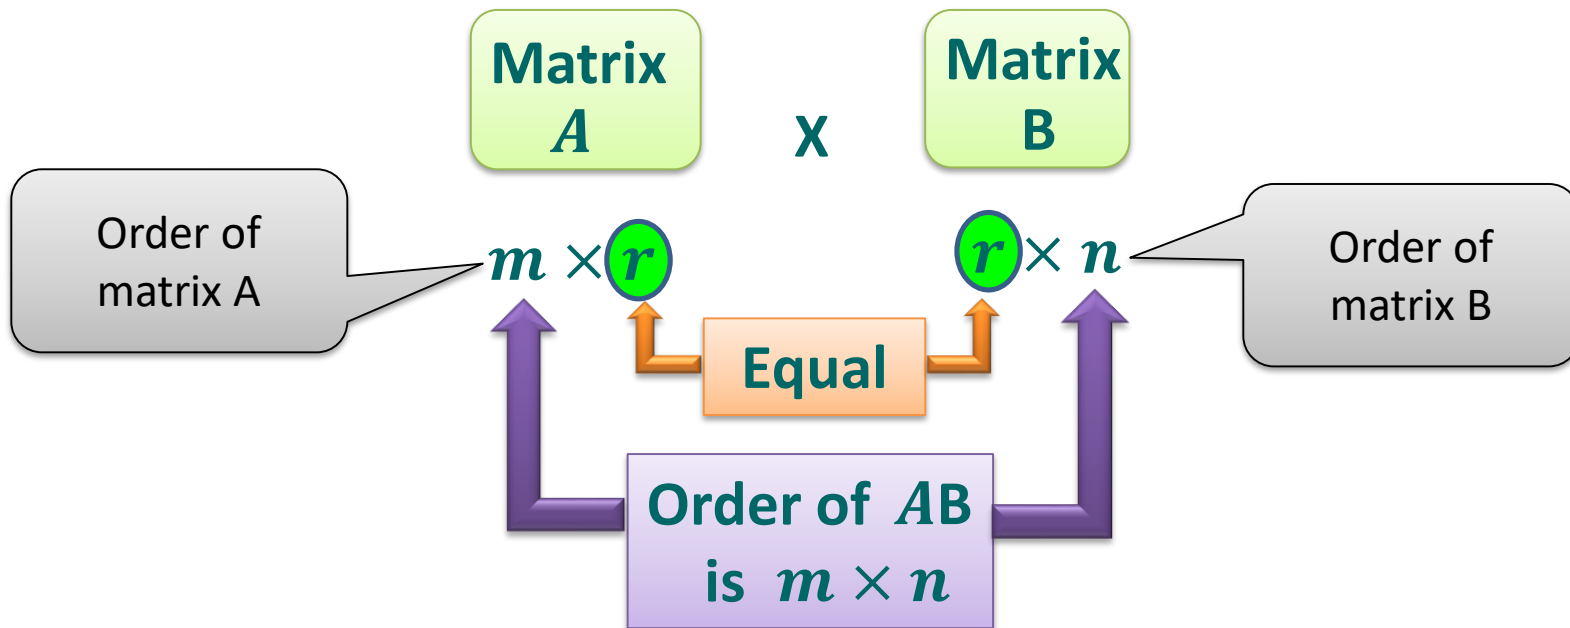 Matrix
A
X
Matrix
B
Order of
matrix A
m × r
r × n
Order of
matrix B
Equal
Order of AB
is m × n